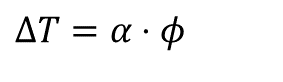 ΔT = α · ϕ